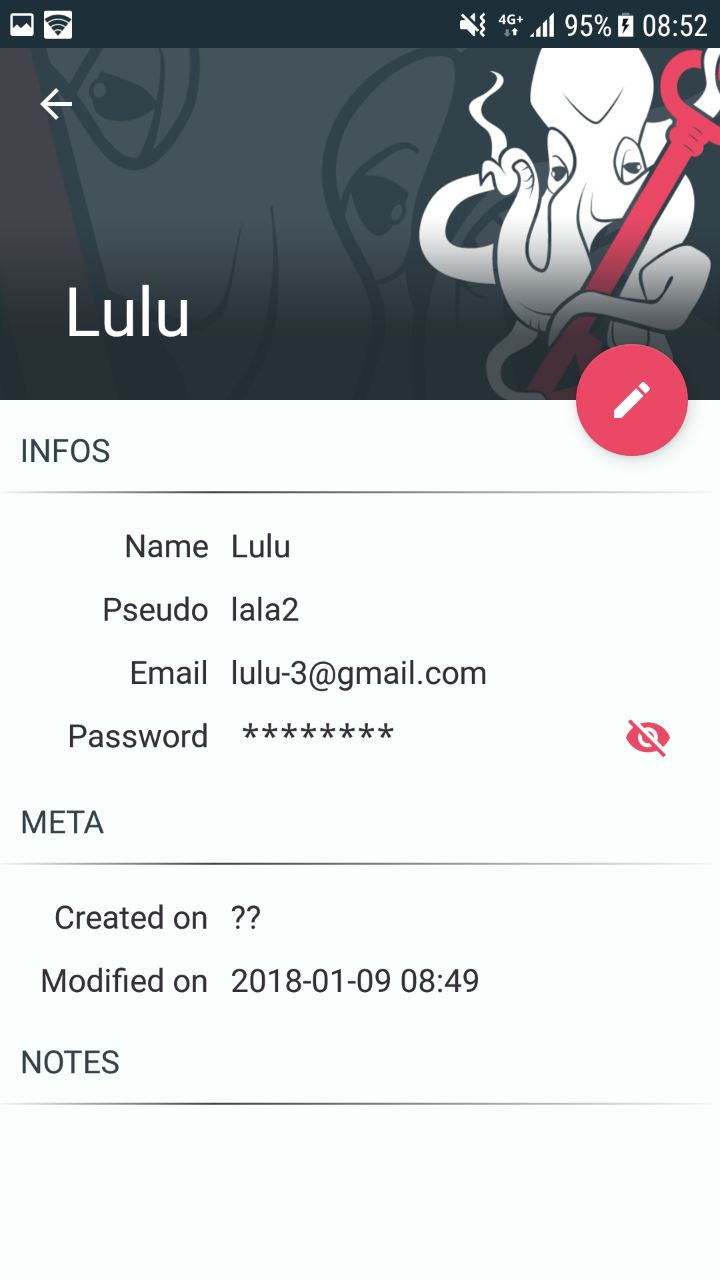 4G+ 95% 08:52
Lulu
INFOS
Name Lulu
Pseudo lala2
Email lulu-3@gmail.com
Password ********
META
Created on ??
Modified on 2018-01-09 08:49
NOTES